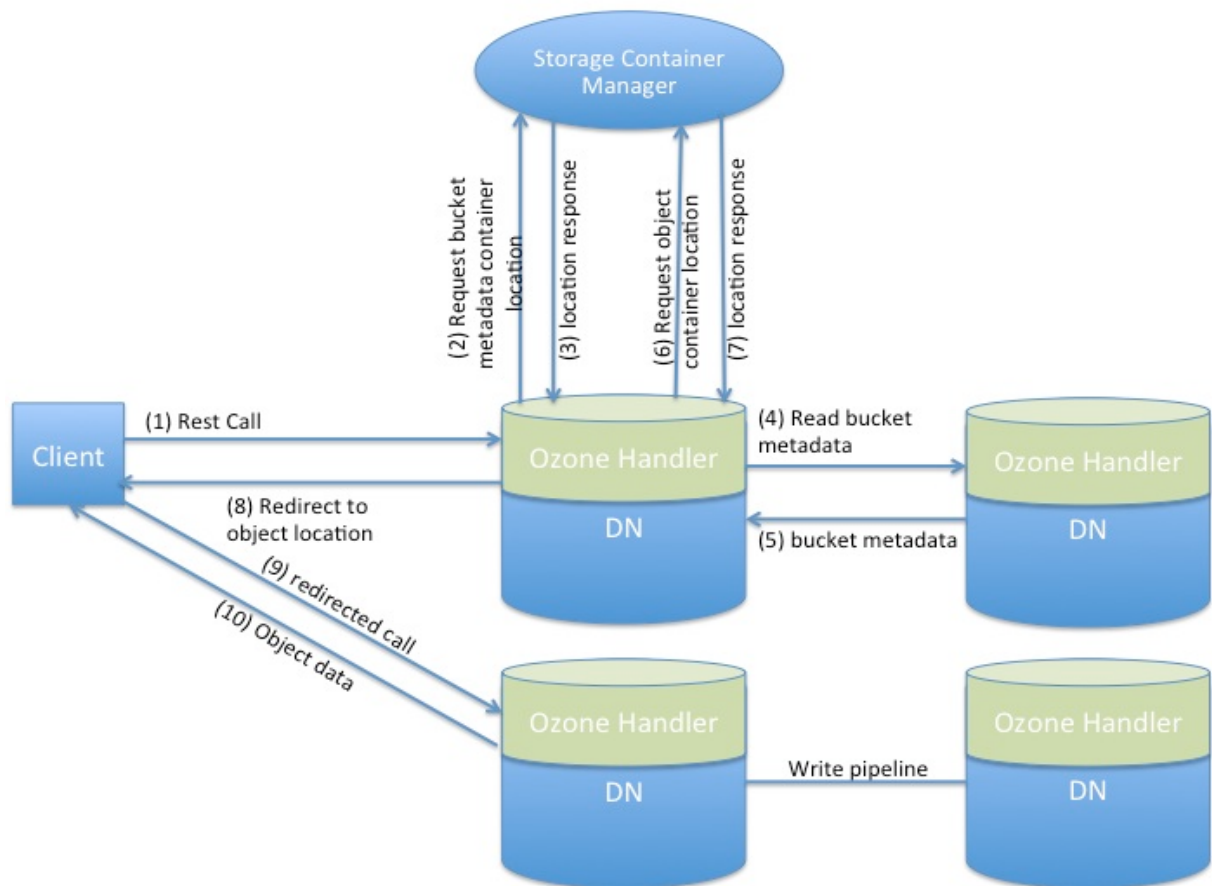 Storage Container
Manager
(2) Request bucket
metadata container
location
(3) location response
(6) Request object
container location
(7) location response
Client
(1) Rest Call
Ozone Handler
DN
(4) Read bucket
metadata
Ozone Handler
DN
(8) Redirect to
object location
(5) bucket metadata
(9) redirected call
(10) Object data
Ozone Handler
DN
Write pipeline
Ozone Handler
DN